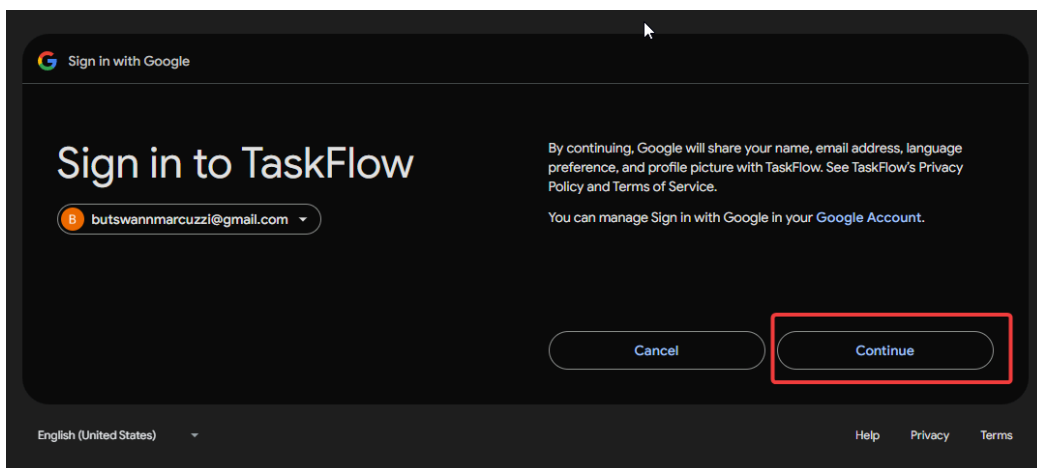 Sign in with Google
Sign in to TaskFlow
B butswannmarcuzzi@gmail.com
By continuing, Google will share your name, email address, language
preference, and profile picture with TaskFlow. See TaskFlow's Privacy
Policy and Terms of Service.
You can manage Sign in with Google in your Google Account.
Cancel Continue
English (United States) Help Privacy Terms